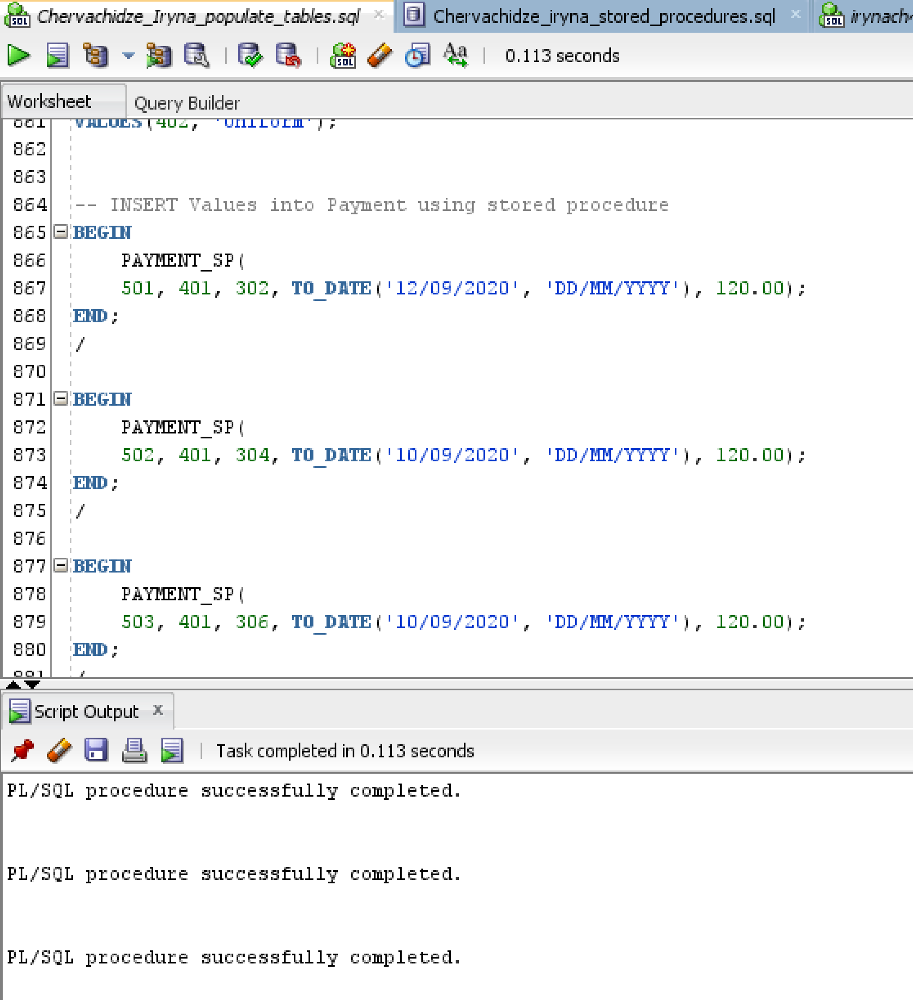 Chervachidze_Iryna_populate_tables.sql
Chervachidze_iryna_stored_procedures.sql
SQL
0.113 seconds
Worksheet
Query Builder
861 VALUES(402, 'Uniform');
862
863
864 -- INSERT Values into Payment using stored procedure
865 BEGIN
866 PAYMENT_SP(
867 501, 401, 302, TO_DATE('12/09/2020', 'DD/MM/YYYY'), 120.00);
868 END;
869 /
870
871 BEGIN
872 PAYMENT_SP(
873 502, 401, 304, TO_DATE('10/09/2020', 'DD/MM/YYYY'), 120.00);
874 END;
875 /
876
877 BEGIN
878 PAYMENT_SP(
879 503, 401, 306, TO_DATE('10/09/2020', 'DD/MM/YYYY'), 120.00);
880 END;
881 /
Script Output x
Task completed in 0.113 seconds
PL/SQL procedure successfully completed.
PL/SQL procedure successfully completed.
PL/SQL procedure successfully completed.